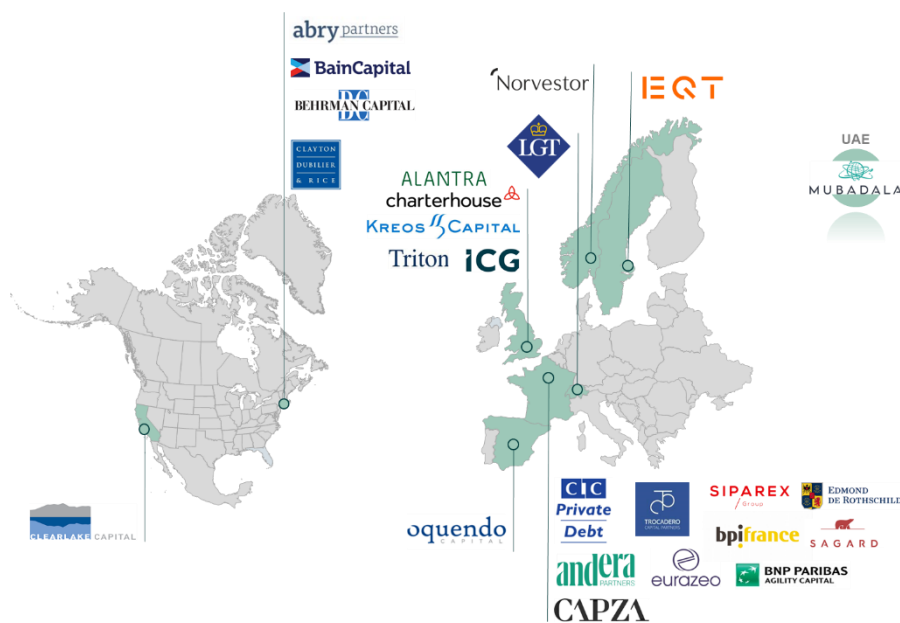 abry partners
BainCapital
BC
BEHRMAN CAPITAL
CLAYTON
DUBILIER
& RICE
Norvestor
EQT
LGT
ALANTRA
charterhouse
KREOS CAPITAL
Triton
iCG
UAE
MUBADALA
CLEARLAKE CAPITAL
oquendo
CAPITAL
CIC
Private
Debt
TROCADERO
CAPITAL PARTNERS
SIPAREX
Group
EDMOND
DE ROTHSCHILD
bpifrance
SAGARD
andera
PARTNERS
eurazeo
BNP PARIBAS
AGILITY CAPITAL
CAPZA